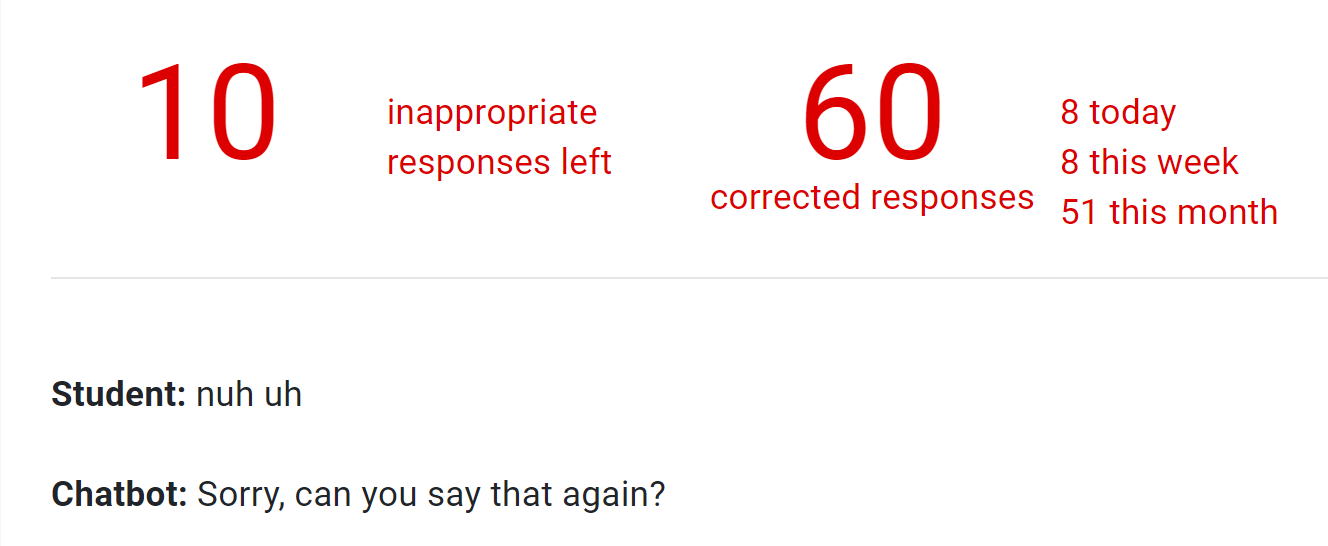 10
inappropriate
responses left
60
corrected responses
8 today
8 this week
51 this month
Student: nuh uh
Chatbot: Sorry, can you say that again?